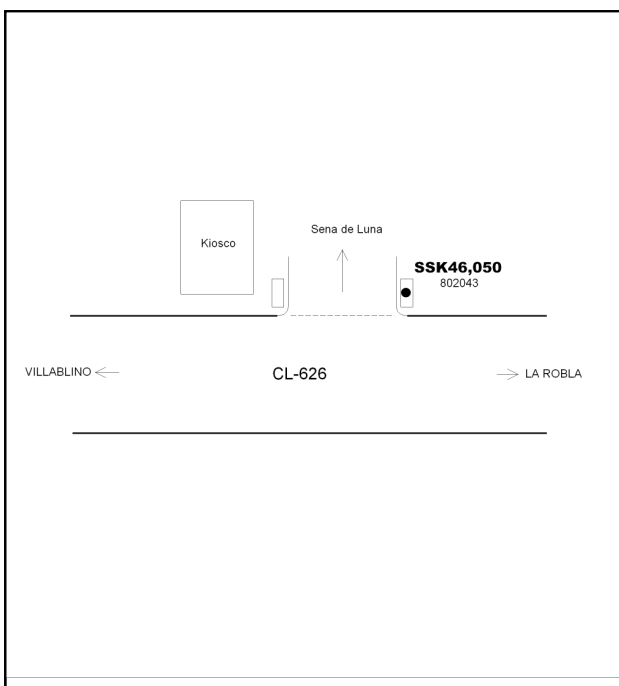 Sena de Luna
Kiosco
SSK46,050
802043
VILLABLINO
CL-626
LA ROBLA